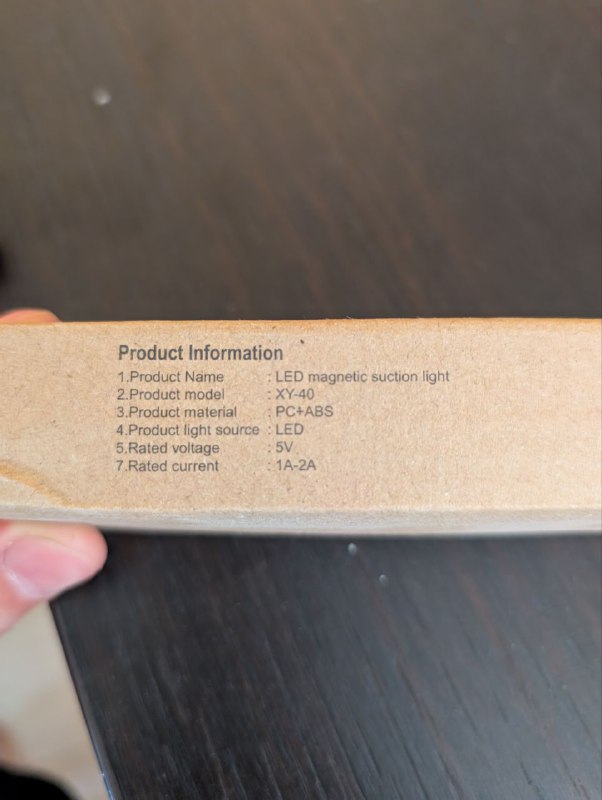 Product Information
1.Product Name : LED magnetic suction light
2.Product model : XY-40
3.Product material : PC+ABS
4.Product light source : LED
5.Rated voltage : 5V
7.Rated current : 1A-2A